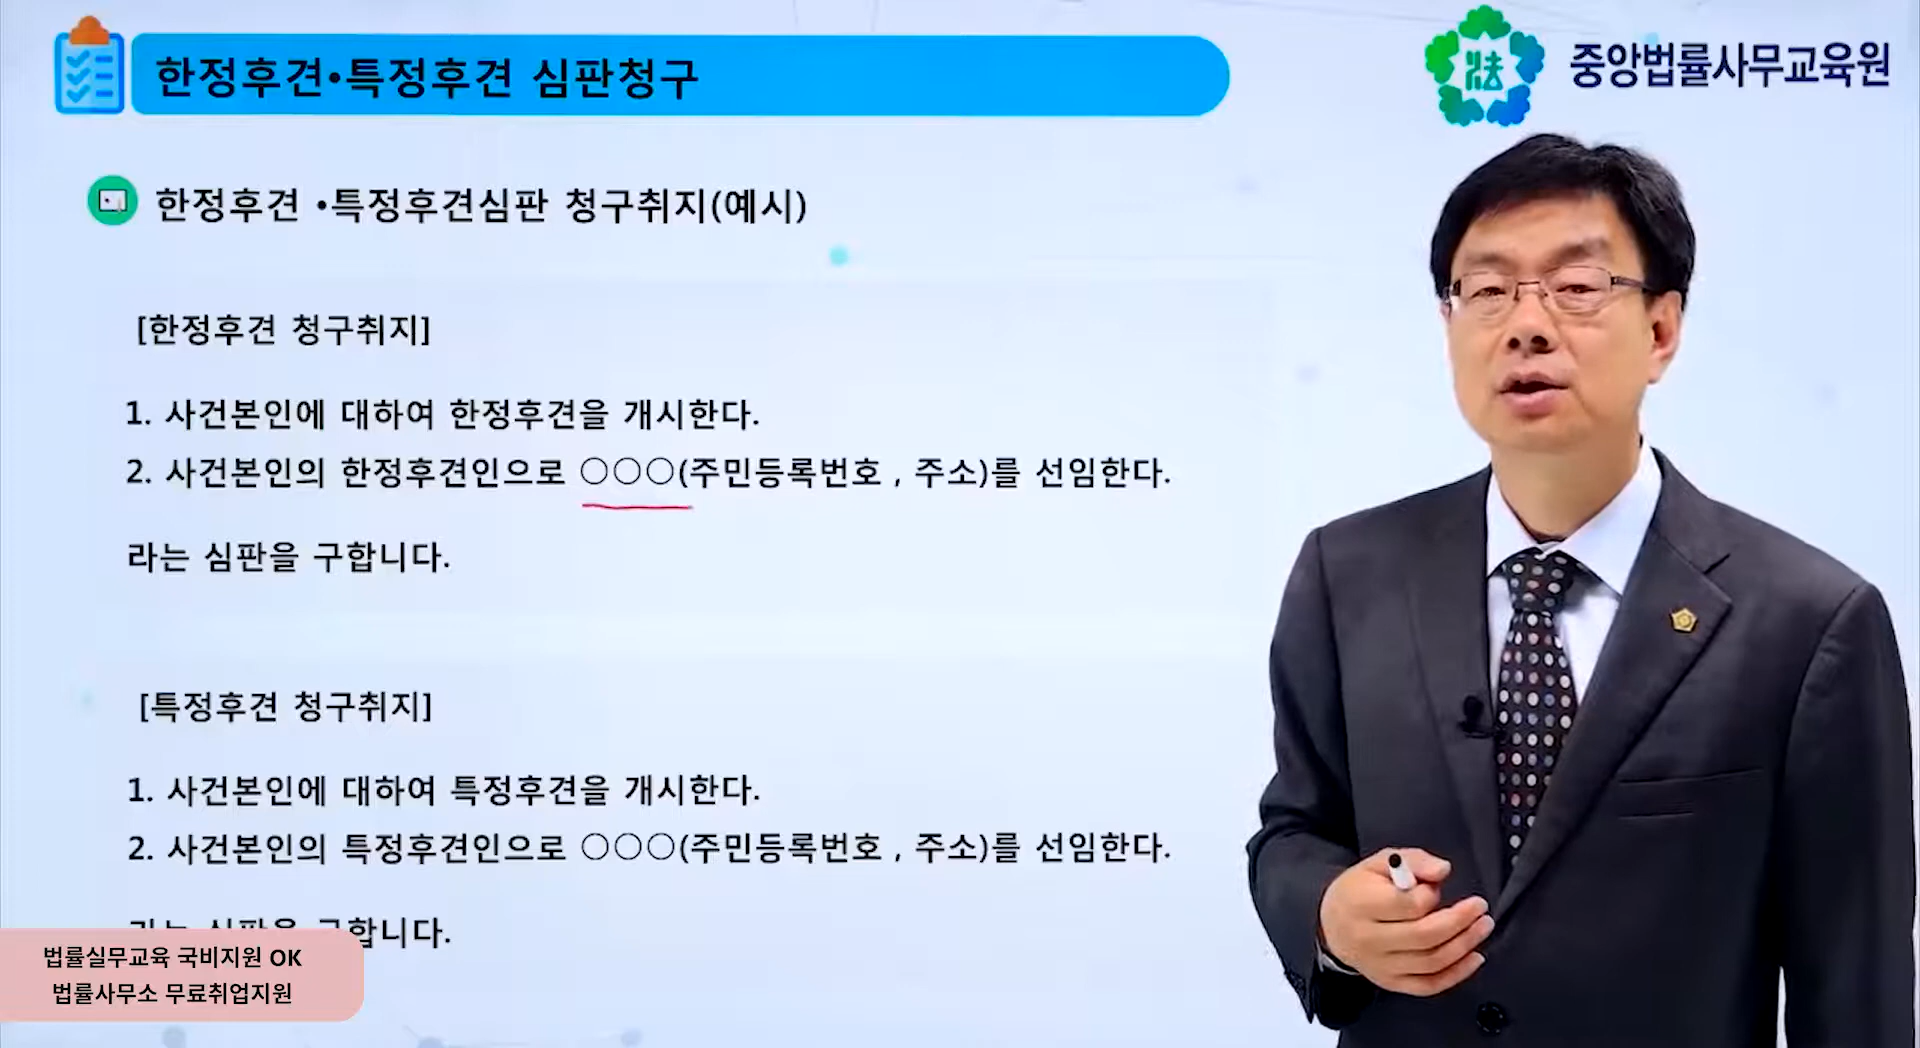 한정후견•특정후견 심판청구
중앙법률사무교육원
한정후견 •특정후견심판 청구취지(예시)
[한정후견 청구취지]
1. 사건본인에 대하여 한정후견을 개시한다.
2. 사건본인의 한정후견인으로 ○○○(주민등록번호 , 주소)를 선임한다.
라는 심판을 구합니다.
[특정후견 청구취지]
1. 사건본인에 대하여 특정후견을 개시한다.
2. 사건본인의 특정후견인으로 ○○○(주민등록번호 , 주소)를 선임한다.
라는 심판을 구합니다.
법률실무교육 국비지원 OK
법률사무소 무료취업지원